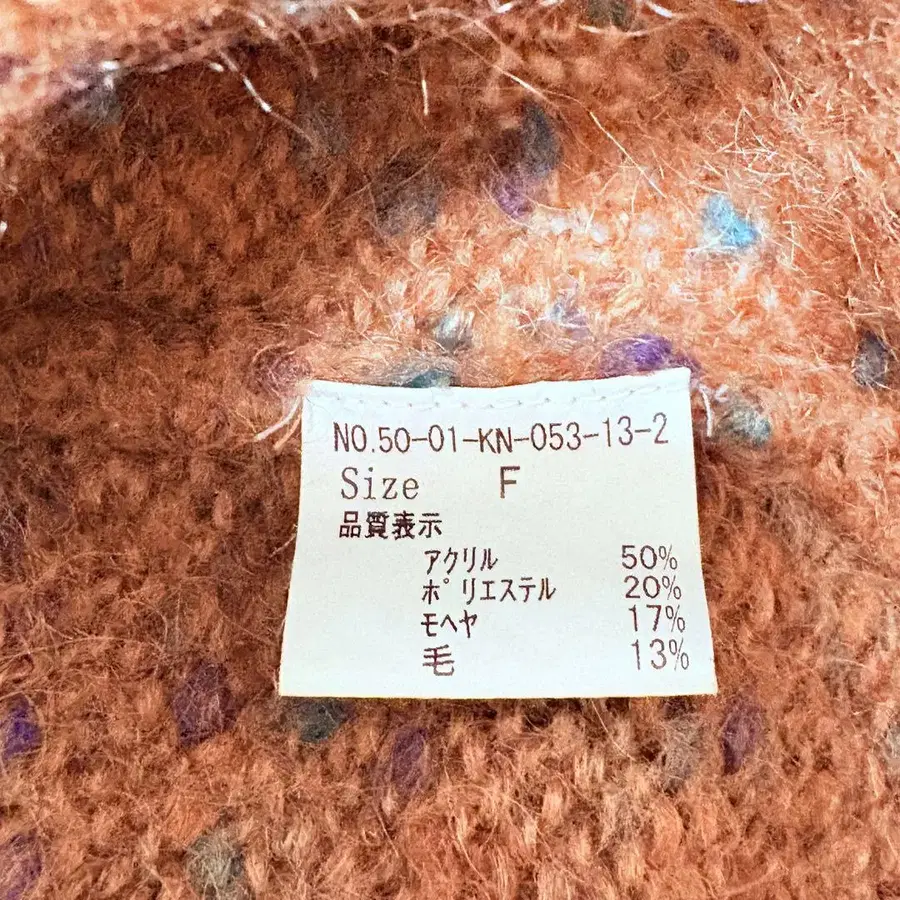 NO.50-01-KN-053-13-2
Size F
品質表示
アクリル 50%
ポリエステル 20%
モヘヤ 17%
毛 13%